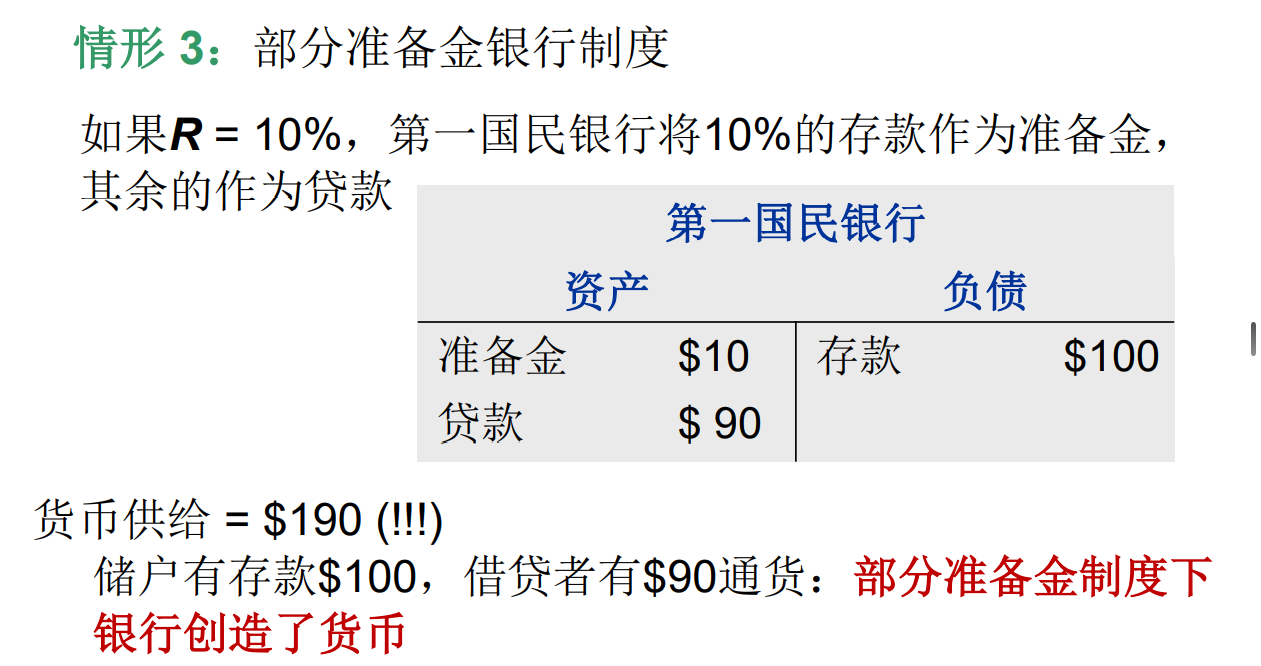 情形 3：部分准备金银行制度
如果R = 10%，第一国民银行将10%的存款作为准备金，
其余的作为贷款
第一国民银行
资产 负债
准备金 $10 存款 $100
贷款 $ 90
货币供给 = $190 (!!!)
储户有存款$100，借贷者有$90通货：部分准备金制度下
银行创造了货币